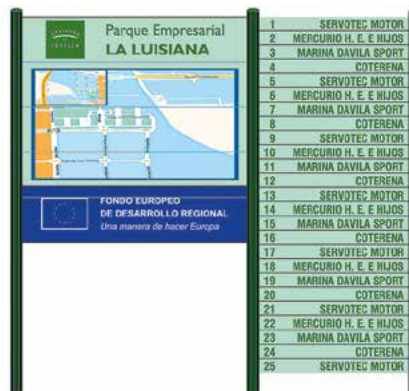 Parque Empresarial
LA LUISIANA
FONDO EUROPEO
DE DESARROLLO REGIONAL
Una manera de hacer Europa
1 SERVOTEC MOTOR
2 MERCURIO H. E. E HIJOS
3 MARINA DAVILA SPORT
4 COTERENA
5 SERVOTEC MOTOR
6 MERCURIO H. E. E HIJOS
7 MARINA DAVILA SPORT
8 COTERENA
9 SERVOTEC MOTOR
10 MERCURIO H. E. E HIJOS
11 MARINA DAVILA SPORT
12 COTERENA
13 SERVOTEC MOTOR
14 MERCURIO H. E. E HIJOS
15 MARINA DAVILA SPORT
16 COTERENA
17 SERVOTEC MOTOR
18 MERCURIO H. E. E HIJOS
19 MARINA DAVILA SPORT
20 COTERENA
21 SERVOTEC MOTOR
22 MERCURIO H. E. E HIJOS
23 MARINA DAVILA SPORT
24 COTERENA
25 SERVOTEC MOTOR